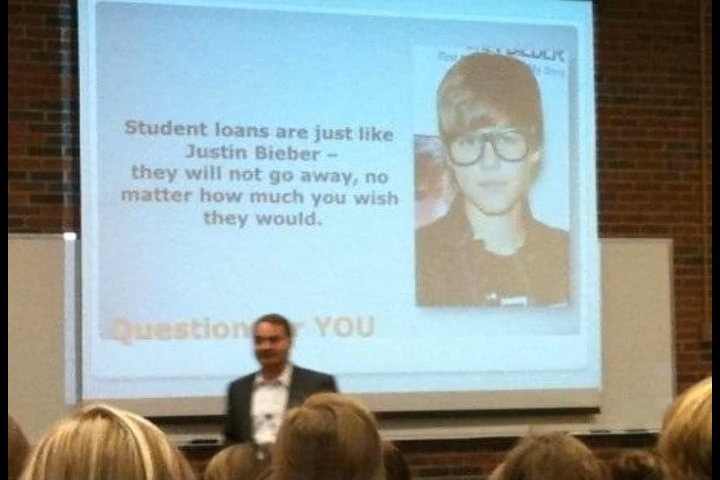 Student loans are just like
Justin Bieber –
they will not go away, no
matter how much you wish
they would.
YOU